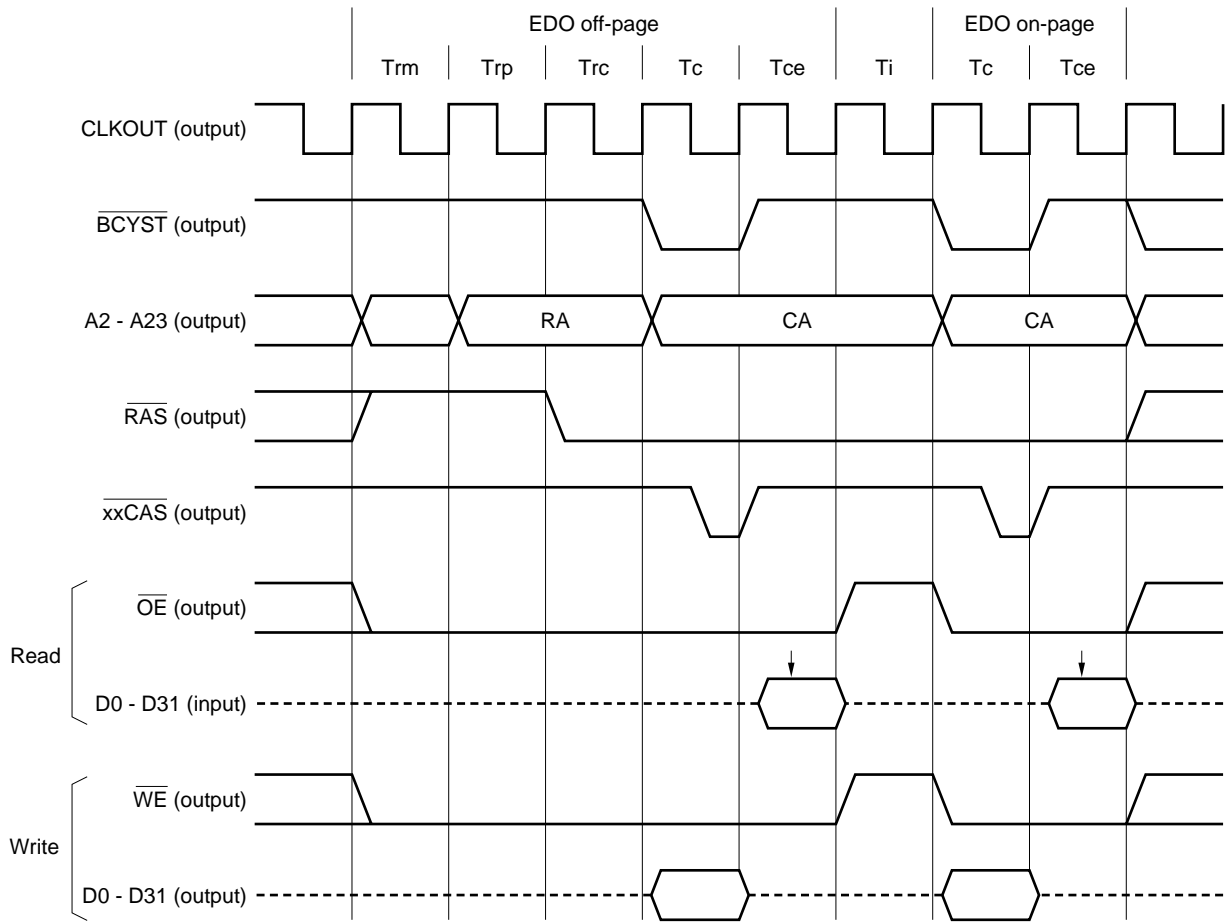 EDO off-page EDO on-page
Trm Trp Trc Tc Tce Ti Tc Tce
CLKOUT (output)
BCYST (output)
A2 - A23 (output) RA CA CA
RAS (output)
xxCAS (output)
OE (output)
Read
D0 - D31 (input)
WE (output)
Write
D0 - D31 (output)